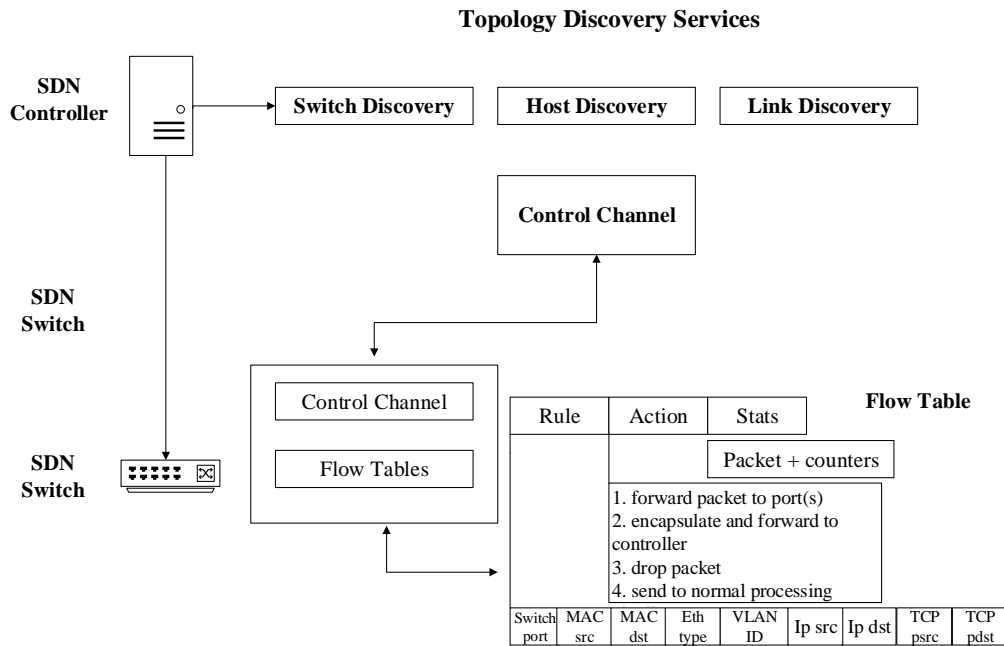 Topology Discovery Services
SDN
Controller
Switch Discovery
Host Discovery
Link Discovery
Control Channel
SDN
Switch
Control Channel
Flow Tables
SDN
Switch
Flow Table
Rule
Action
Stats
Packet + counters
1. forward packet to port(s)
2. encapsulate and forward to
controller
3. drop packet
4. send to normal processing
Switch
port
MAC
src
MAC
dst
Eth
type
VLAN
ID
Ip src
Ip dst
TCP
psrc
TCP
pdst